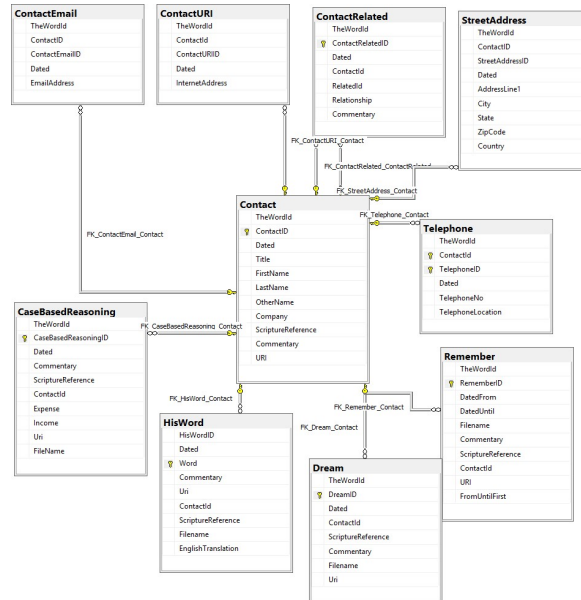 ContactEmail
TheWordId
ContactID
ContactEmailID
Dated
EmailAddress
ContactURI
TheWordId
ContactId
ContactURIID
Dated
InternetAddress
ContactRelated
TheWordId
ContactRelatedID
Dated
ContactId
RelatedId
Relationship
Commentary
StreetAddress
TheWordId
ContactID
StreetAddressID
Dated
AddressLine1
City
State
ZipCode
Country
FK_ContactURI_Contact
FK_ContactRelated_ContactRelated
FK_StreetAddress_Contact
FK_Telephone_Contact
FK_ContactEmail_Contact
Contact
TheWordId
ContactID
Dated
Title
FirstName
LastName
OtherName
Company
ScriptureReference
Commentary
URI
Telephone
TheWordId
ContactId
TelephoneID
Dated
TelephoneNo
TelephoneLocation
CaseBasedReasoning
TheWordId
CaseBasedReasoningID
Dated
Commentary
ScriptureReference
ContactId
Expense
Income
Uri
FileName
FK_CaseBasedReasoning_Contact
FK_HisWord_Contact
FK_Remember_Contact
FK_Dream_Contact
Remember
TheWordId
RememberID
DatedFrom
DatedUntil
Filename
Commentary
ScriptureReference
ContactId
URI
FromUntilFirst
HisWord
HisWordID
Dated
Word
Commentary
Uri
ContactId
ScriptureReference
Filename
EnglishTranslation
Dream
TheWordId
DreamID
Dated
ContactId
ScriptureReference
Commentary
Filename
Uri